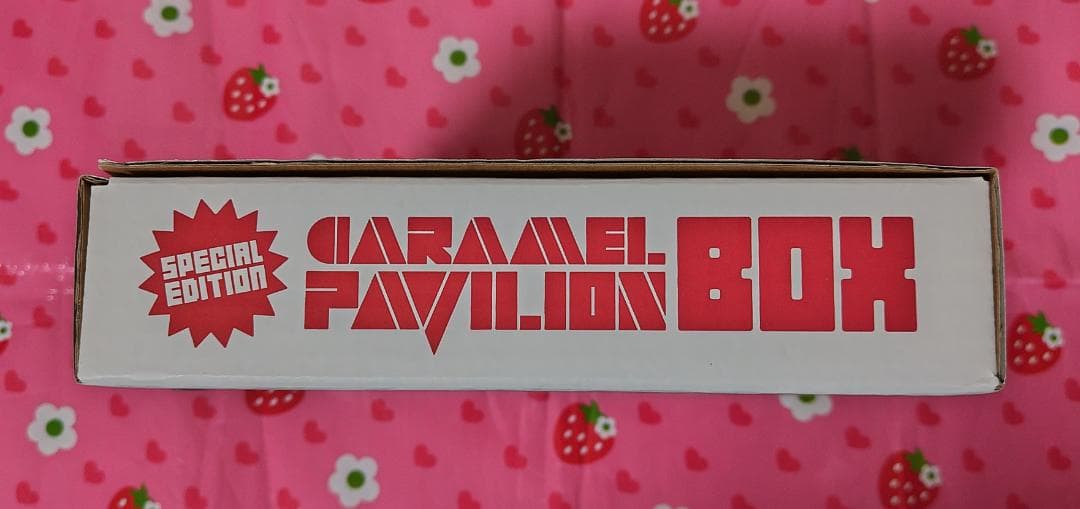 SPECIAL
EDITION
CARAMEL
PAVILION
BOX